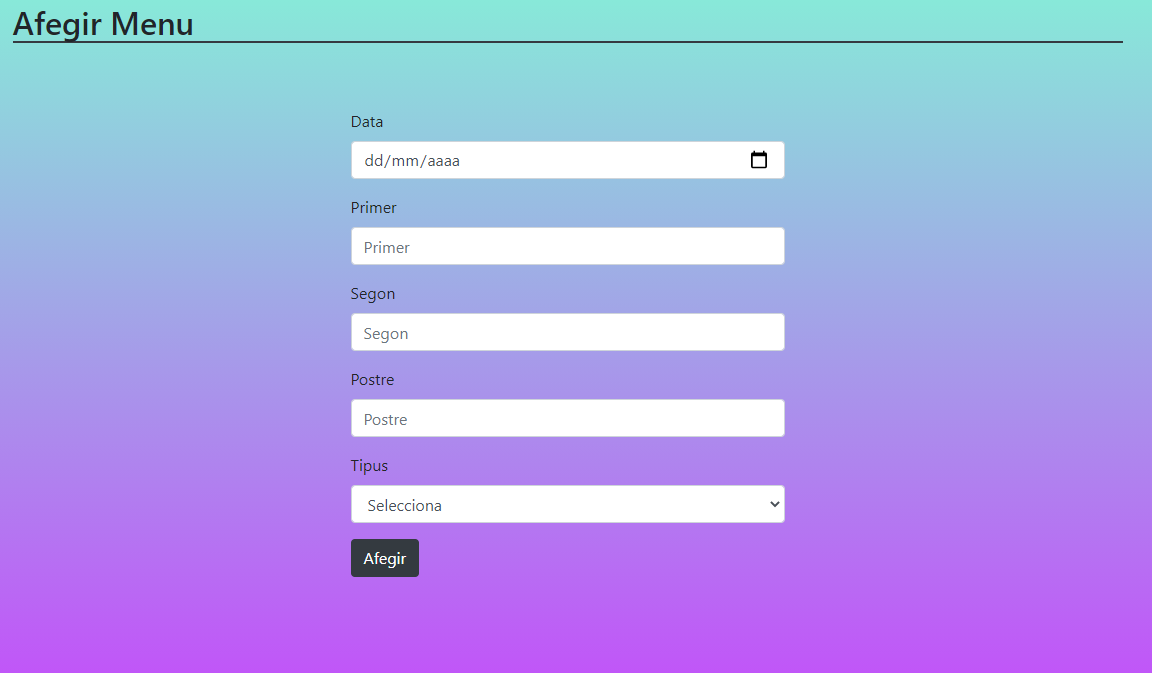 Afegir Menu
Data
dd/mm/aaaa
Primer
Primer
Segon
Segon
Postre
Postre
Tipus
Selecciona
Afegir